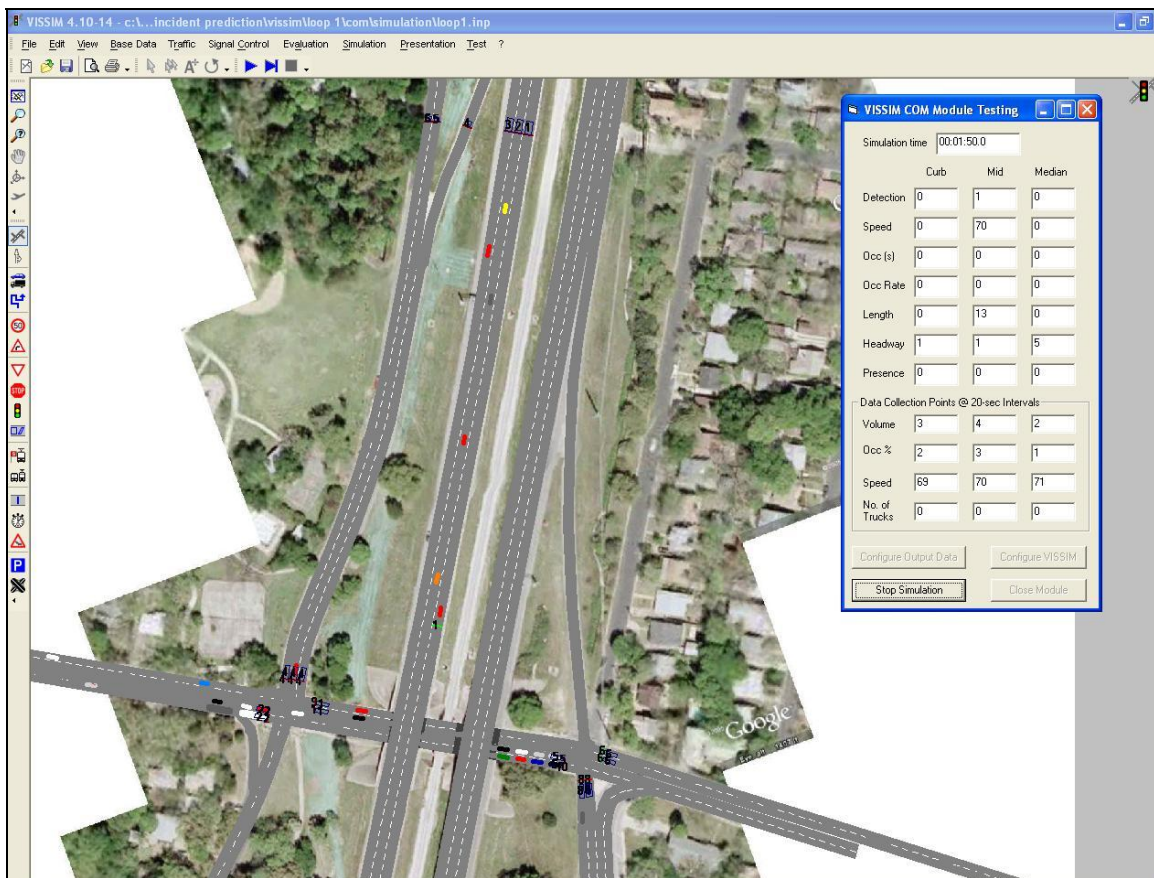 VISSIM 4.10-14 - c:\...incident prediction\vissim\loop 1\com\simulation\loop1.inp
File Edit View Base Data Traffic Signal Control Evaluation Simulation Presentation Test ?
VISSIM COM Module Testing
Simulation time 00:01:50.0
Curb Mid Median
Detection 0 1 0
Speed 0 70 0
Occ (s) 0 0 0
Occ Rate 0 0 0
Length 0 13 0
Headway 1 1 5
Presence 0 0 0
Data Collection Points @ 20-sec Intervals
Volume 3 4 2
Occ % 2 3 1
Speed 69 70 71
No. of
Trucks 0 0 0
Configure Output Data Configure VISSIM
Stop Simulation Close Module
3 2 1
50
STOP
P
Google